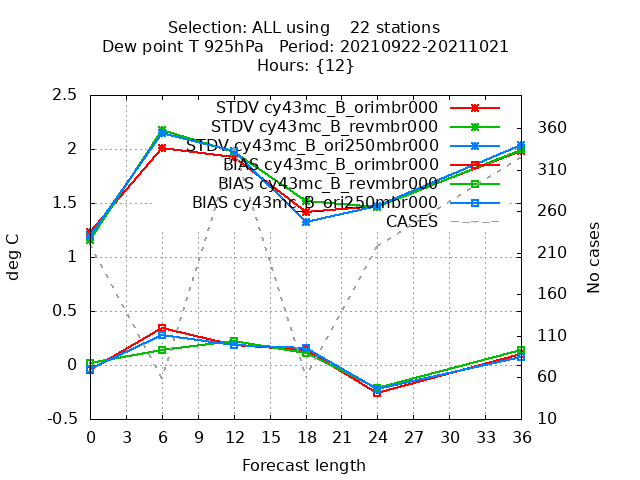 Selection: ALL using 22 stations
Dew point T 925hPa Period: 20210922-20211021
Hours: {12}
STDV cy43mc_B_orimbr000
STDV cy43mc_B_revmbr000
STDV cy43mc_B_ori250mbr000
BIAS cy43mc_B_orimbr000
BIAS cy43mc_B_revmbr000
BIAS cy43mc_B_ori250mbr000
CASES
2.5
2
1.5
1
0.5
0
-0.5
deg C
360
310
260
210
160
110
60
10
No cases
0 3 6 9 12 15 18 21 24 27 30 33 36
Forecast length